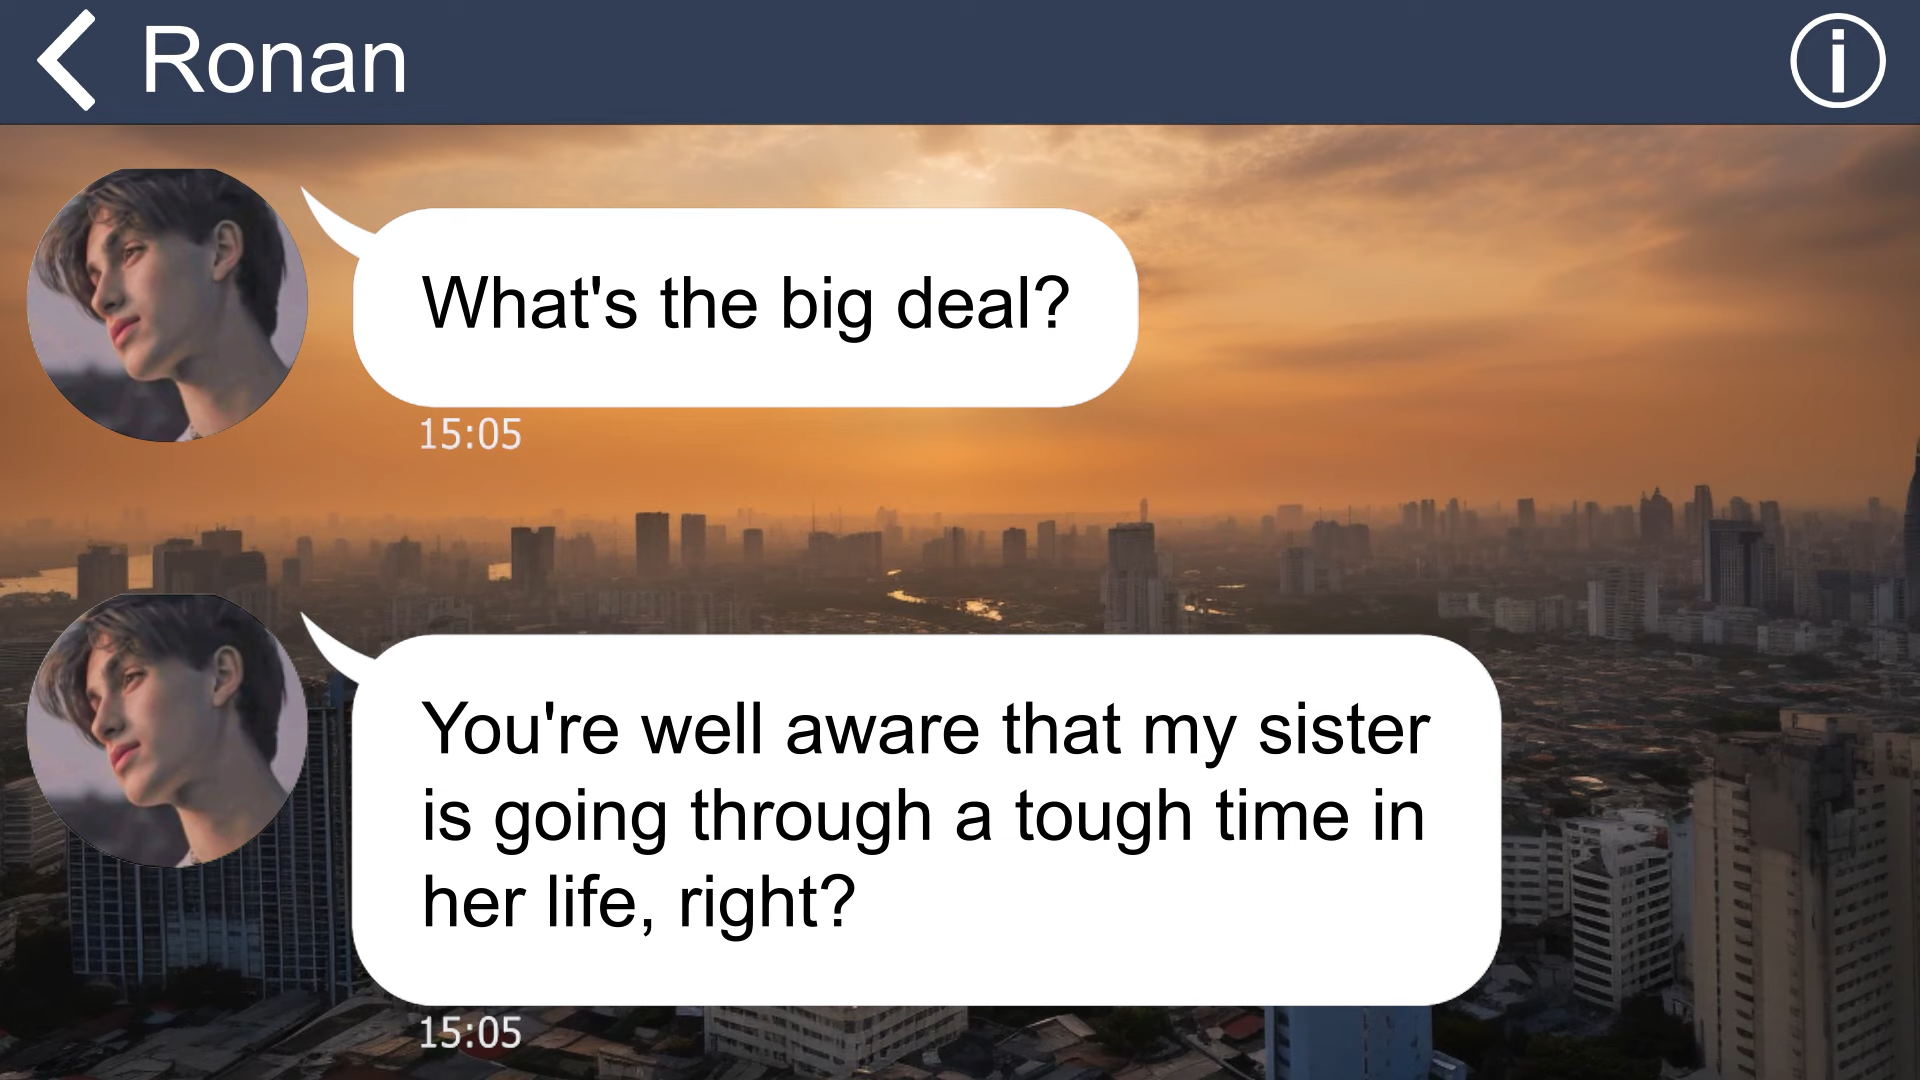 Ronan
What's the big deal?
15:05
You're well aware that my sister
is going through a tough time in
her life, right?
15:05